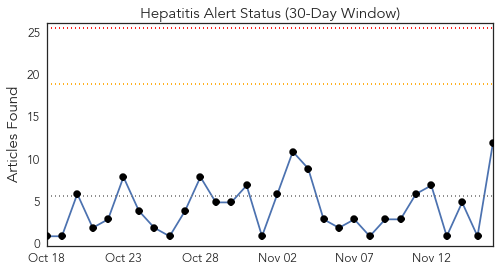 Hepatitis Alert Status (30-Day Window)
Articles Found
25
20
15
10
5
0
Oct 18
Oct 23
Oct 28
Nov 02
Nov 07
Nov 12